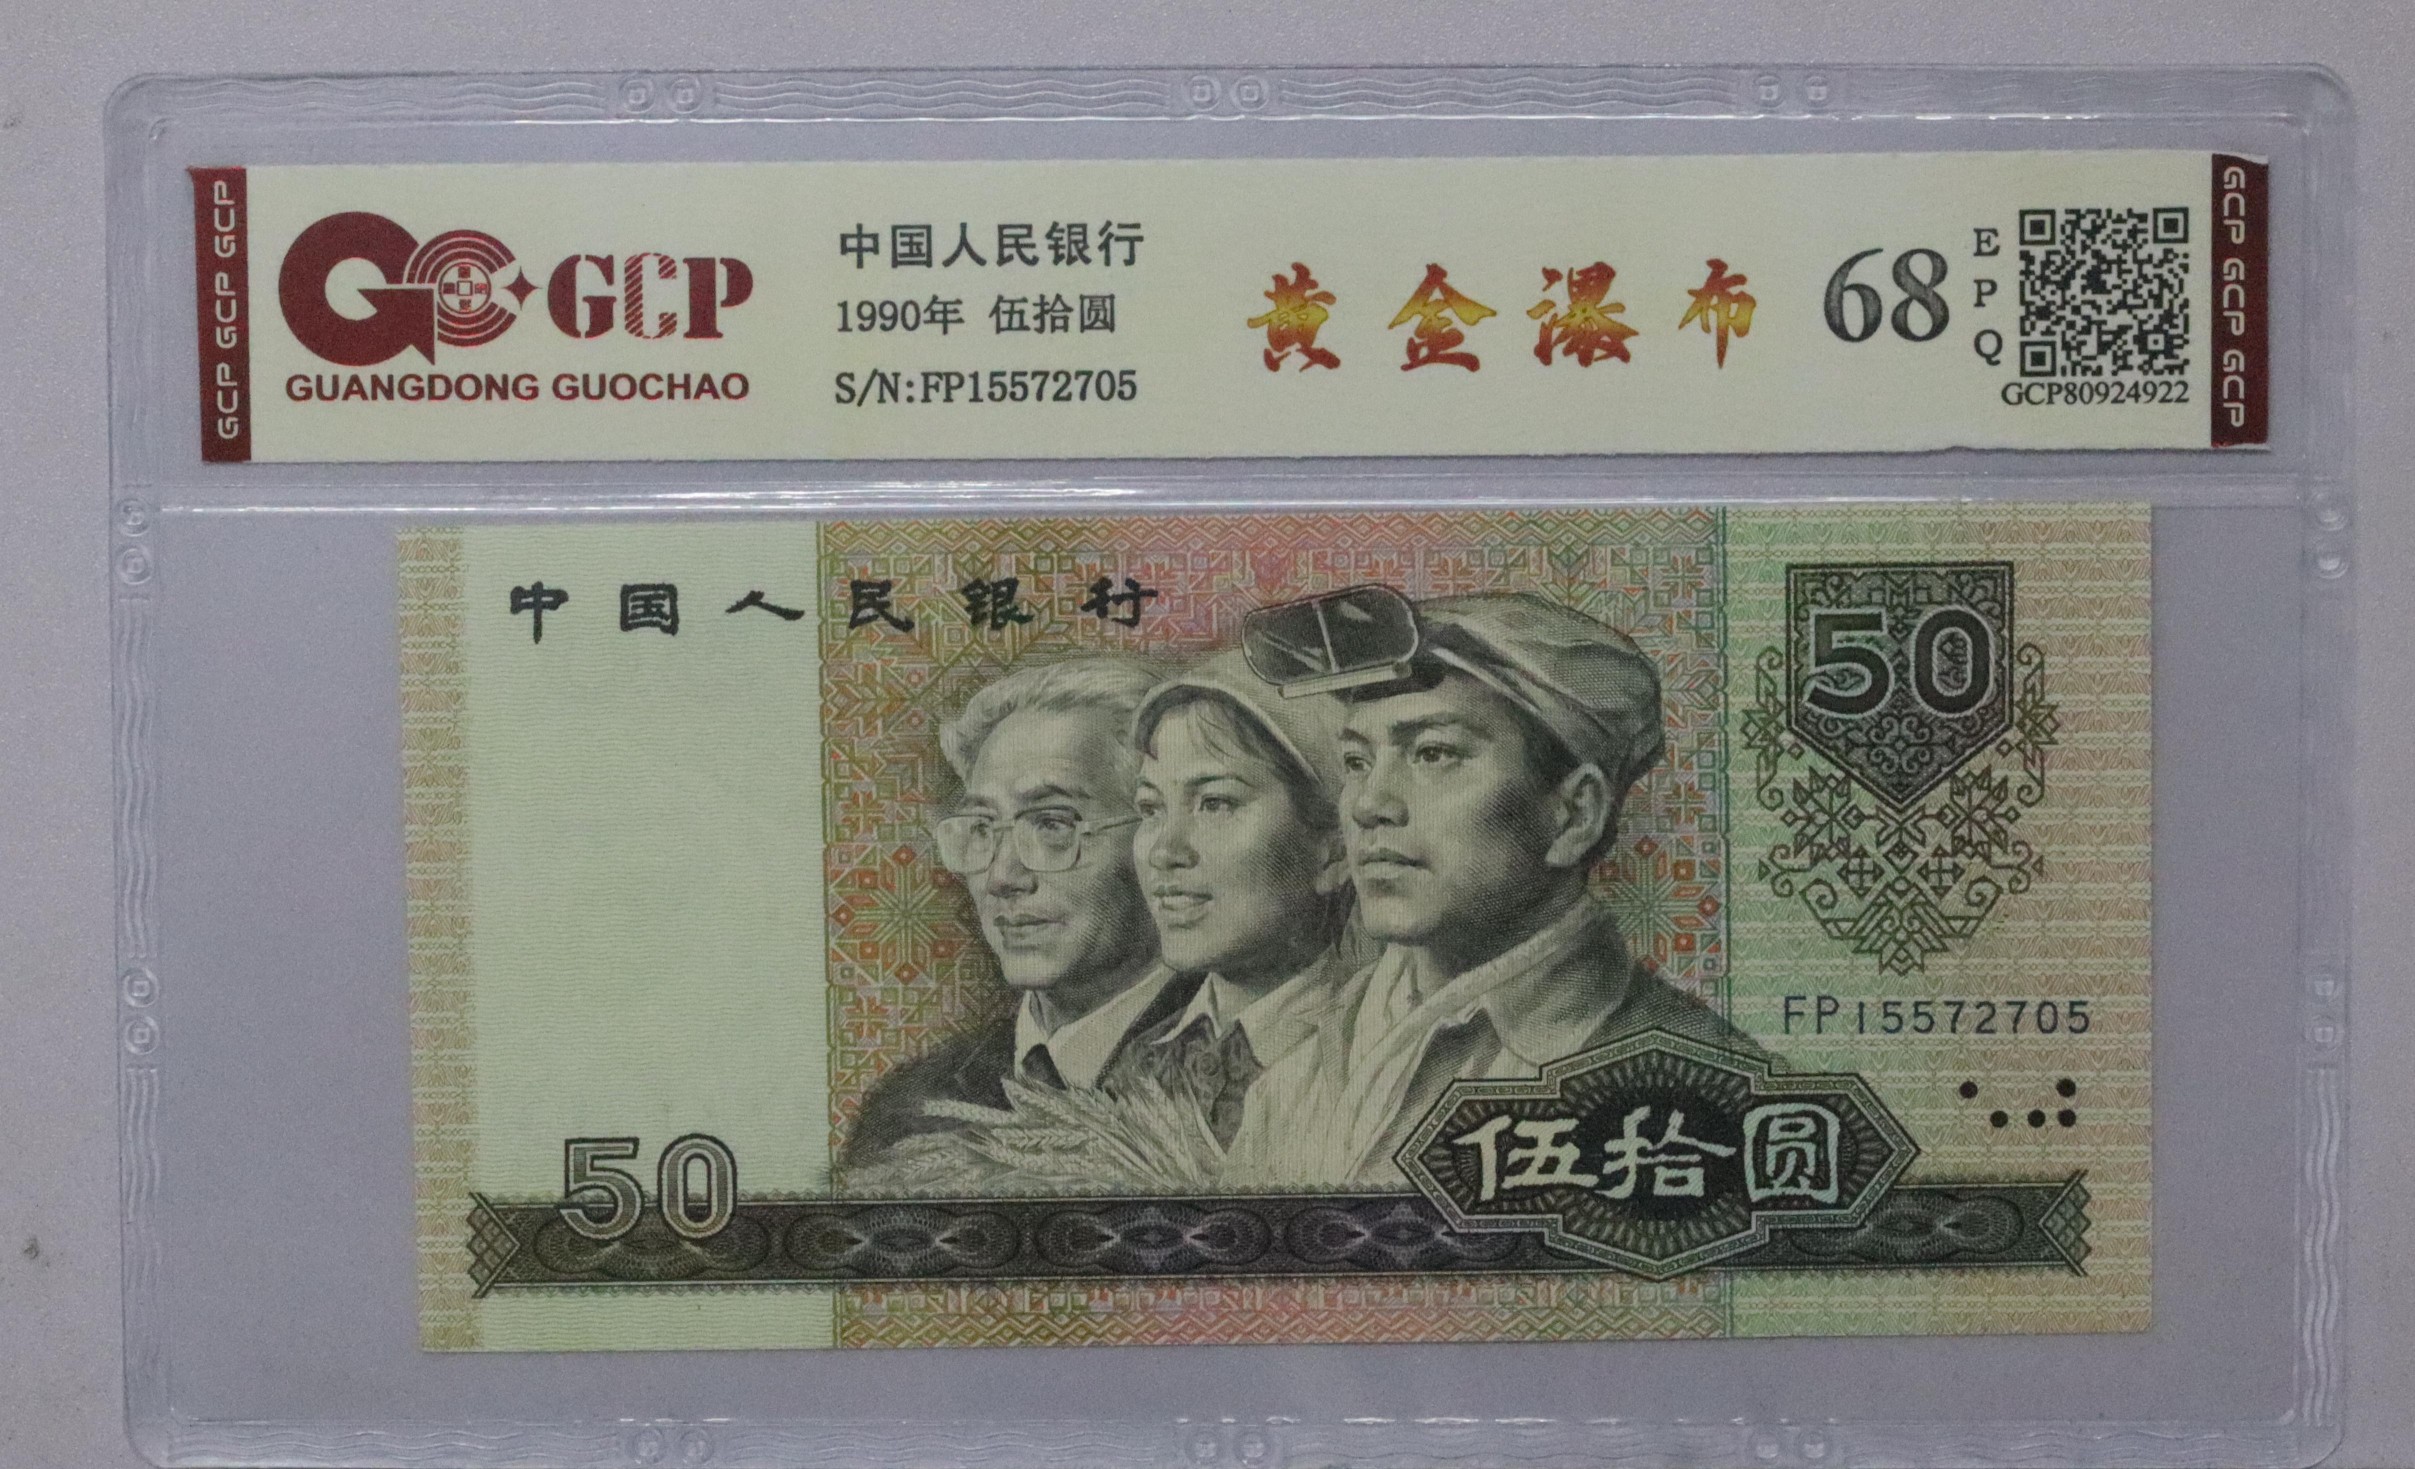 GCP GCP GCP
GCP
GUANGDONG GUOCHAO
中国人民银行
1990年 伍拾圆
S/N:FP15572705
黄金瀑布
68
E
P
Q
GCP80924922
GCP GCP GCP
中国人民银行
50
FP15572705
50
伍拾圆